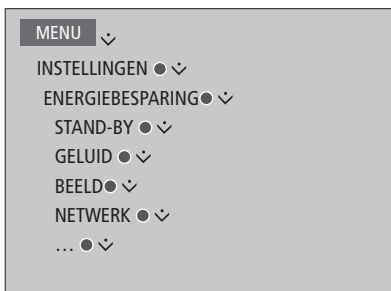 MENU
INSTELLINGEN
ENERGIEBESPARING
STAND-BY
GELUID
BEELD
NETWERK
…